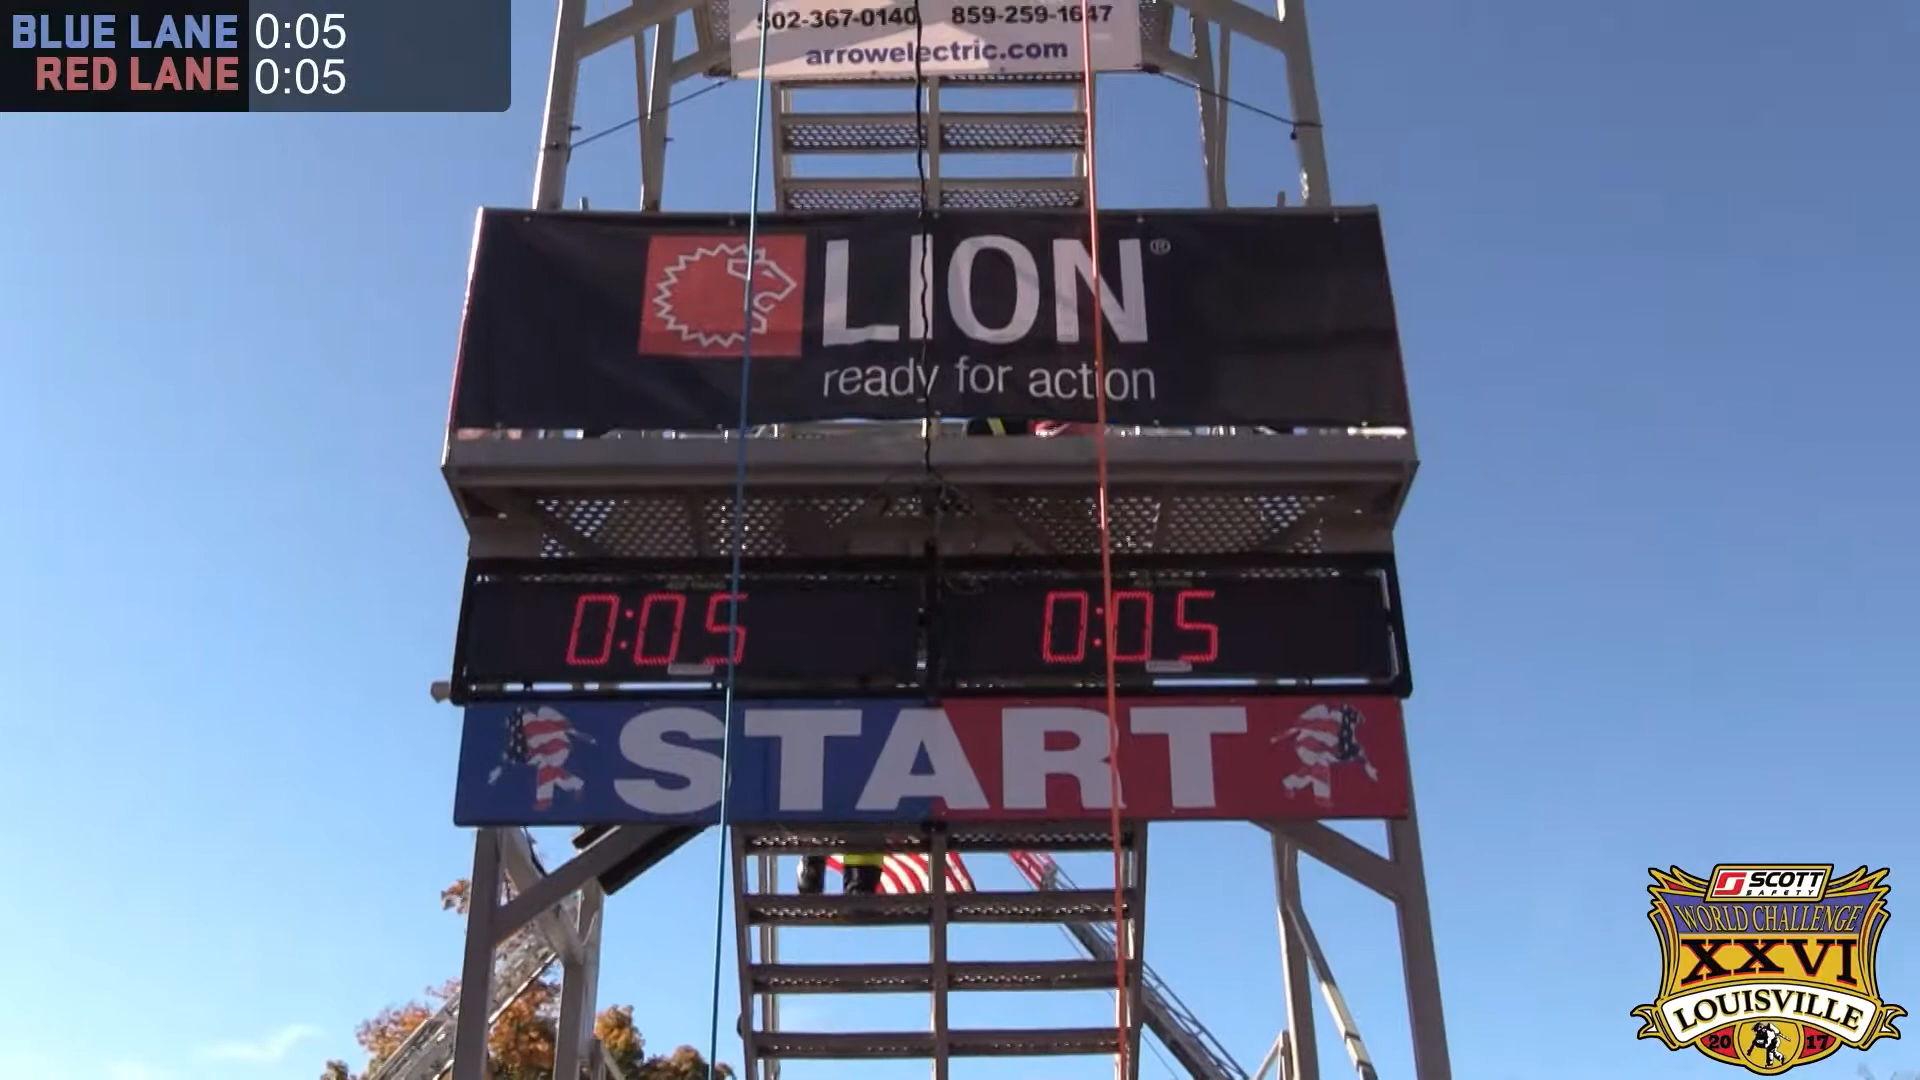 BLUE LANE 0:05
RED LANE 0:05
502-367-0140 859-259-1647
arrowelectric.com
LION®
ready for action
0:05 0:05
START
SCOTT
SAFETY
WORLD CHALLENGE
XXVI
LOUISVILLE
20 17